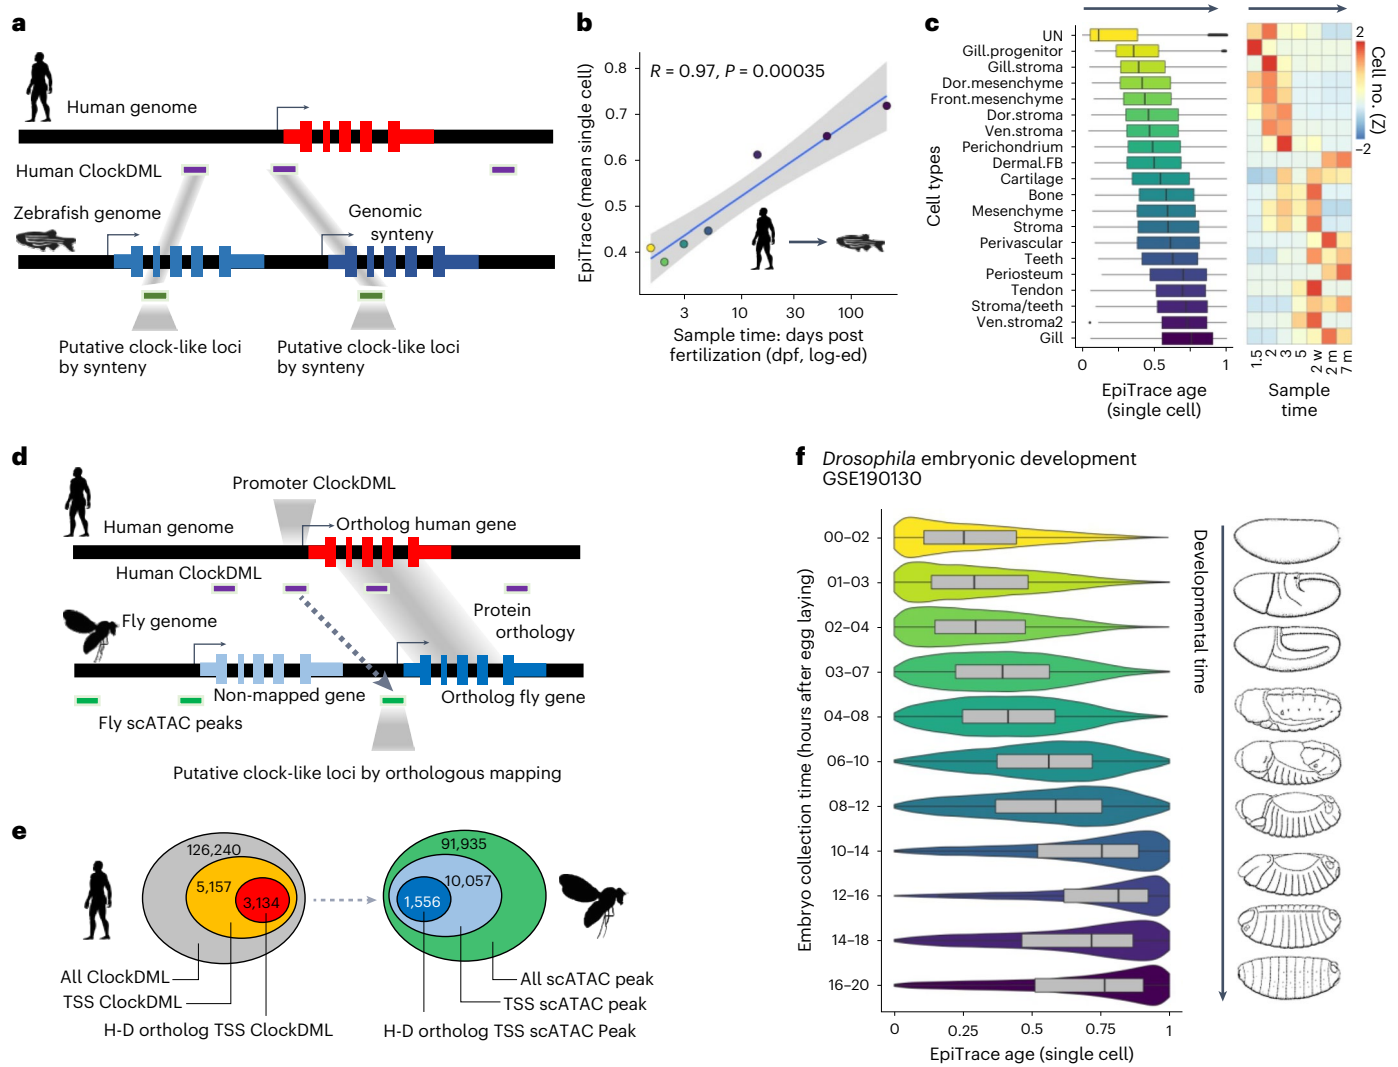 a
Human genome
Human ClockDML
Zebrafish genome
Genomic
synteny
Putative clock-like loci
by synteny
Putative clock-like loci
by synteny
b
R = 0.97, P = 0.00035
EpiTrace (mean single cell)
0.8
0.7
0.6
0.5
0.4
3
10
30
100
Sample time: days post
fertilization (dpf, log-ed)
c
Cell types
UN
Gill.progenitor
Gill.stroma
Dor.mesenchyme
Front.mesenchyme
Dor.stroma
Ven.stroma
Perichondrium
Dermal.FB
Cartilage
Bone
Mesenchyme
Stroma
Perivascular
Teeth
Periosteum
Tendon
Stroma/teeth
Ven.stroma2
Gill
0
0.5
1
EpiTrace age
(single cell)
1.5
2
3
5
2 w
2 m
7 m
Sample
time
2
−2
Cell no. (Z)
d
Promoter ClockDML
Human genome
Ortholog human gene
Human ClockDML
Fly genome
Protein
orthology
Non-mapped gene
Ortholog fly gene
Fly scATAC peaks
Putative clock-like loci by orthologous mapping
e
126,240
5,157
3,134
91,935
10,057
1,556
All ClockDML
TSS ClockDML
H-D ortholog TSS ClockDML
All scATAC peak
TSS scATAC peak
H-D ortholog TSS scATAC Peak
f
Drosophila embryonic development
GSE190130
Embryo collection time (hours after egg laying)
00–02
01–03
02–04
03–07
04–08
06–10
08–12
10–14
12–16
14–18
16–20
0
0.25
0.5
0.75
1
EpiTrace age (single cell)
Developmental time